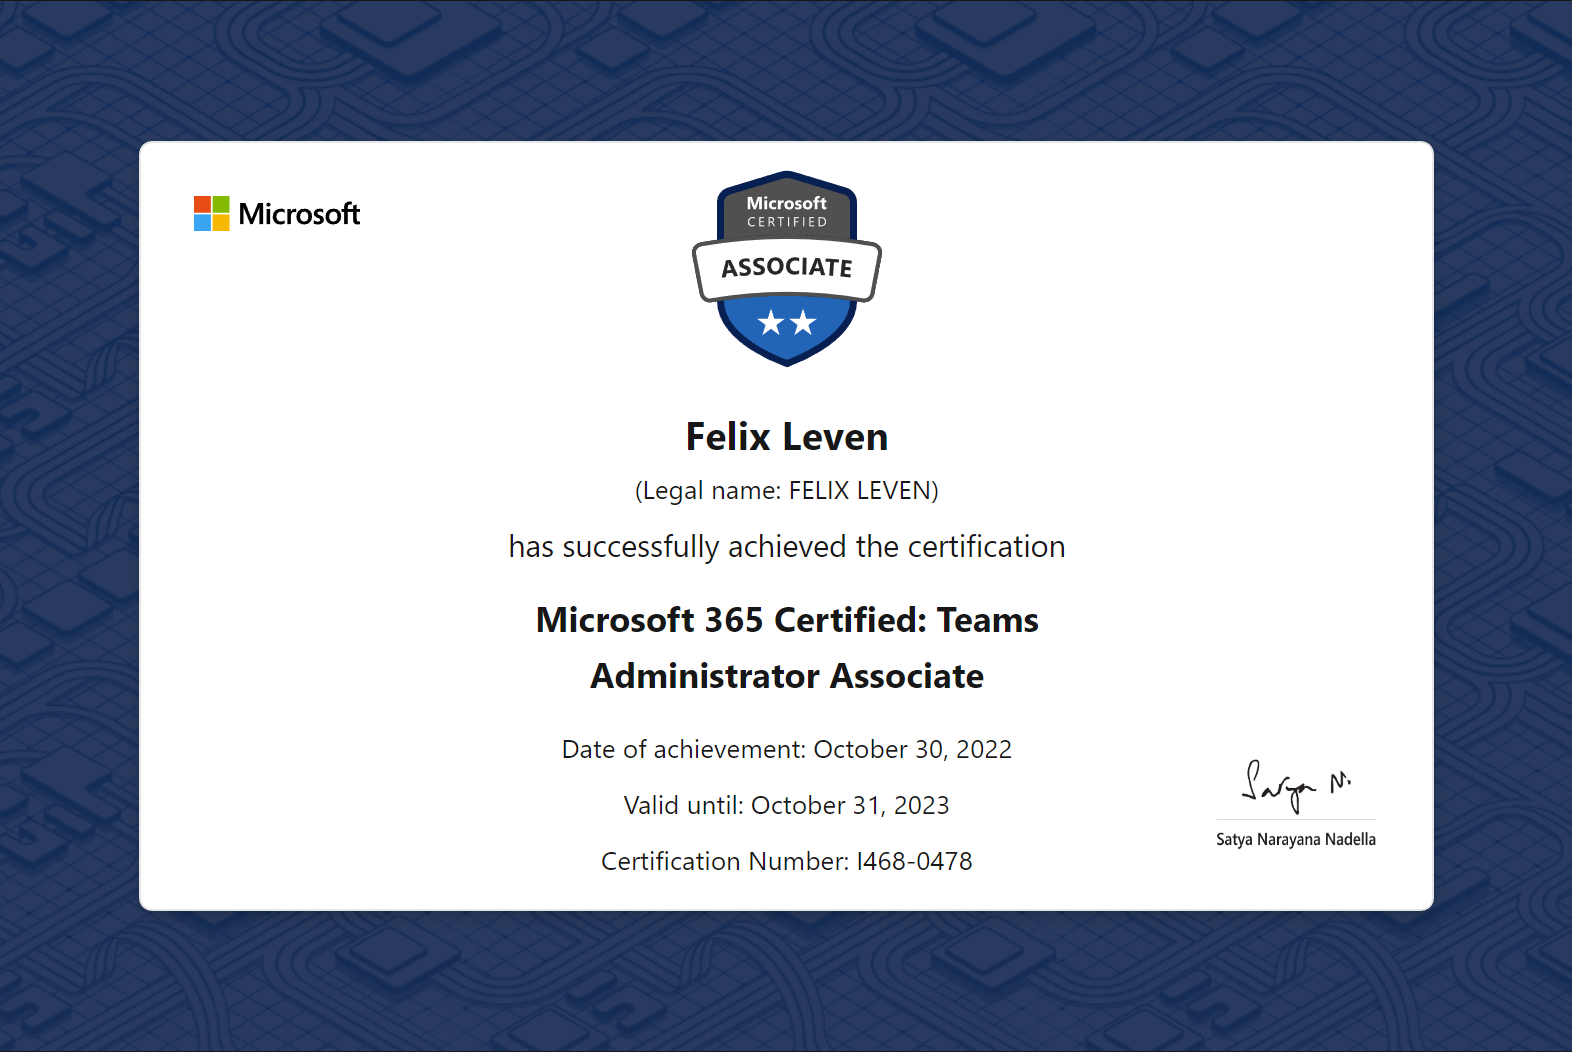 Microsoft
Microsoft
CERTIFIED
ASSOCIATE
Felix Leven
(Legal name: FELIX LEVEN)
has successfully achieved the certification
Microsoft 365 Certified: Teams
Administrator Associate
Date of achievement: October 30, 2022
Valid until: October 31, 2023
Certification Number: I468-0478
Satya N.
Satya Narayana Nadella